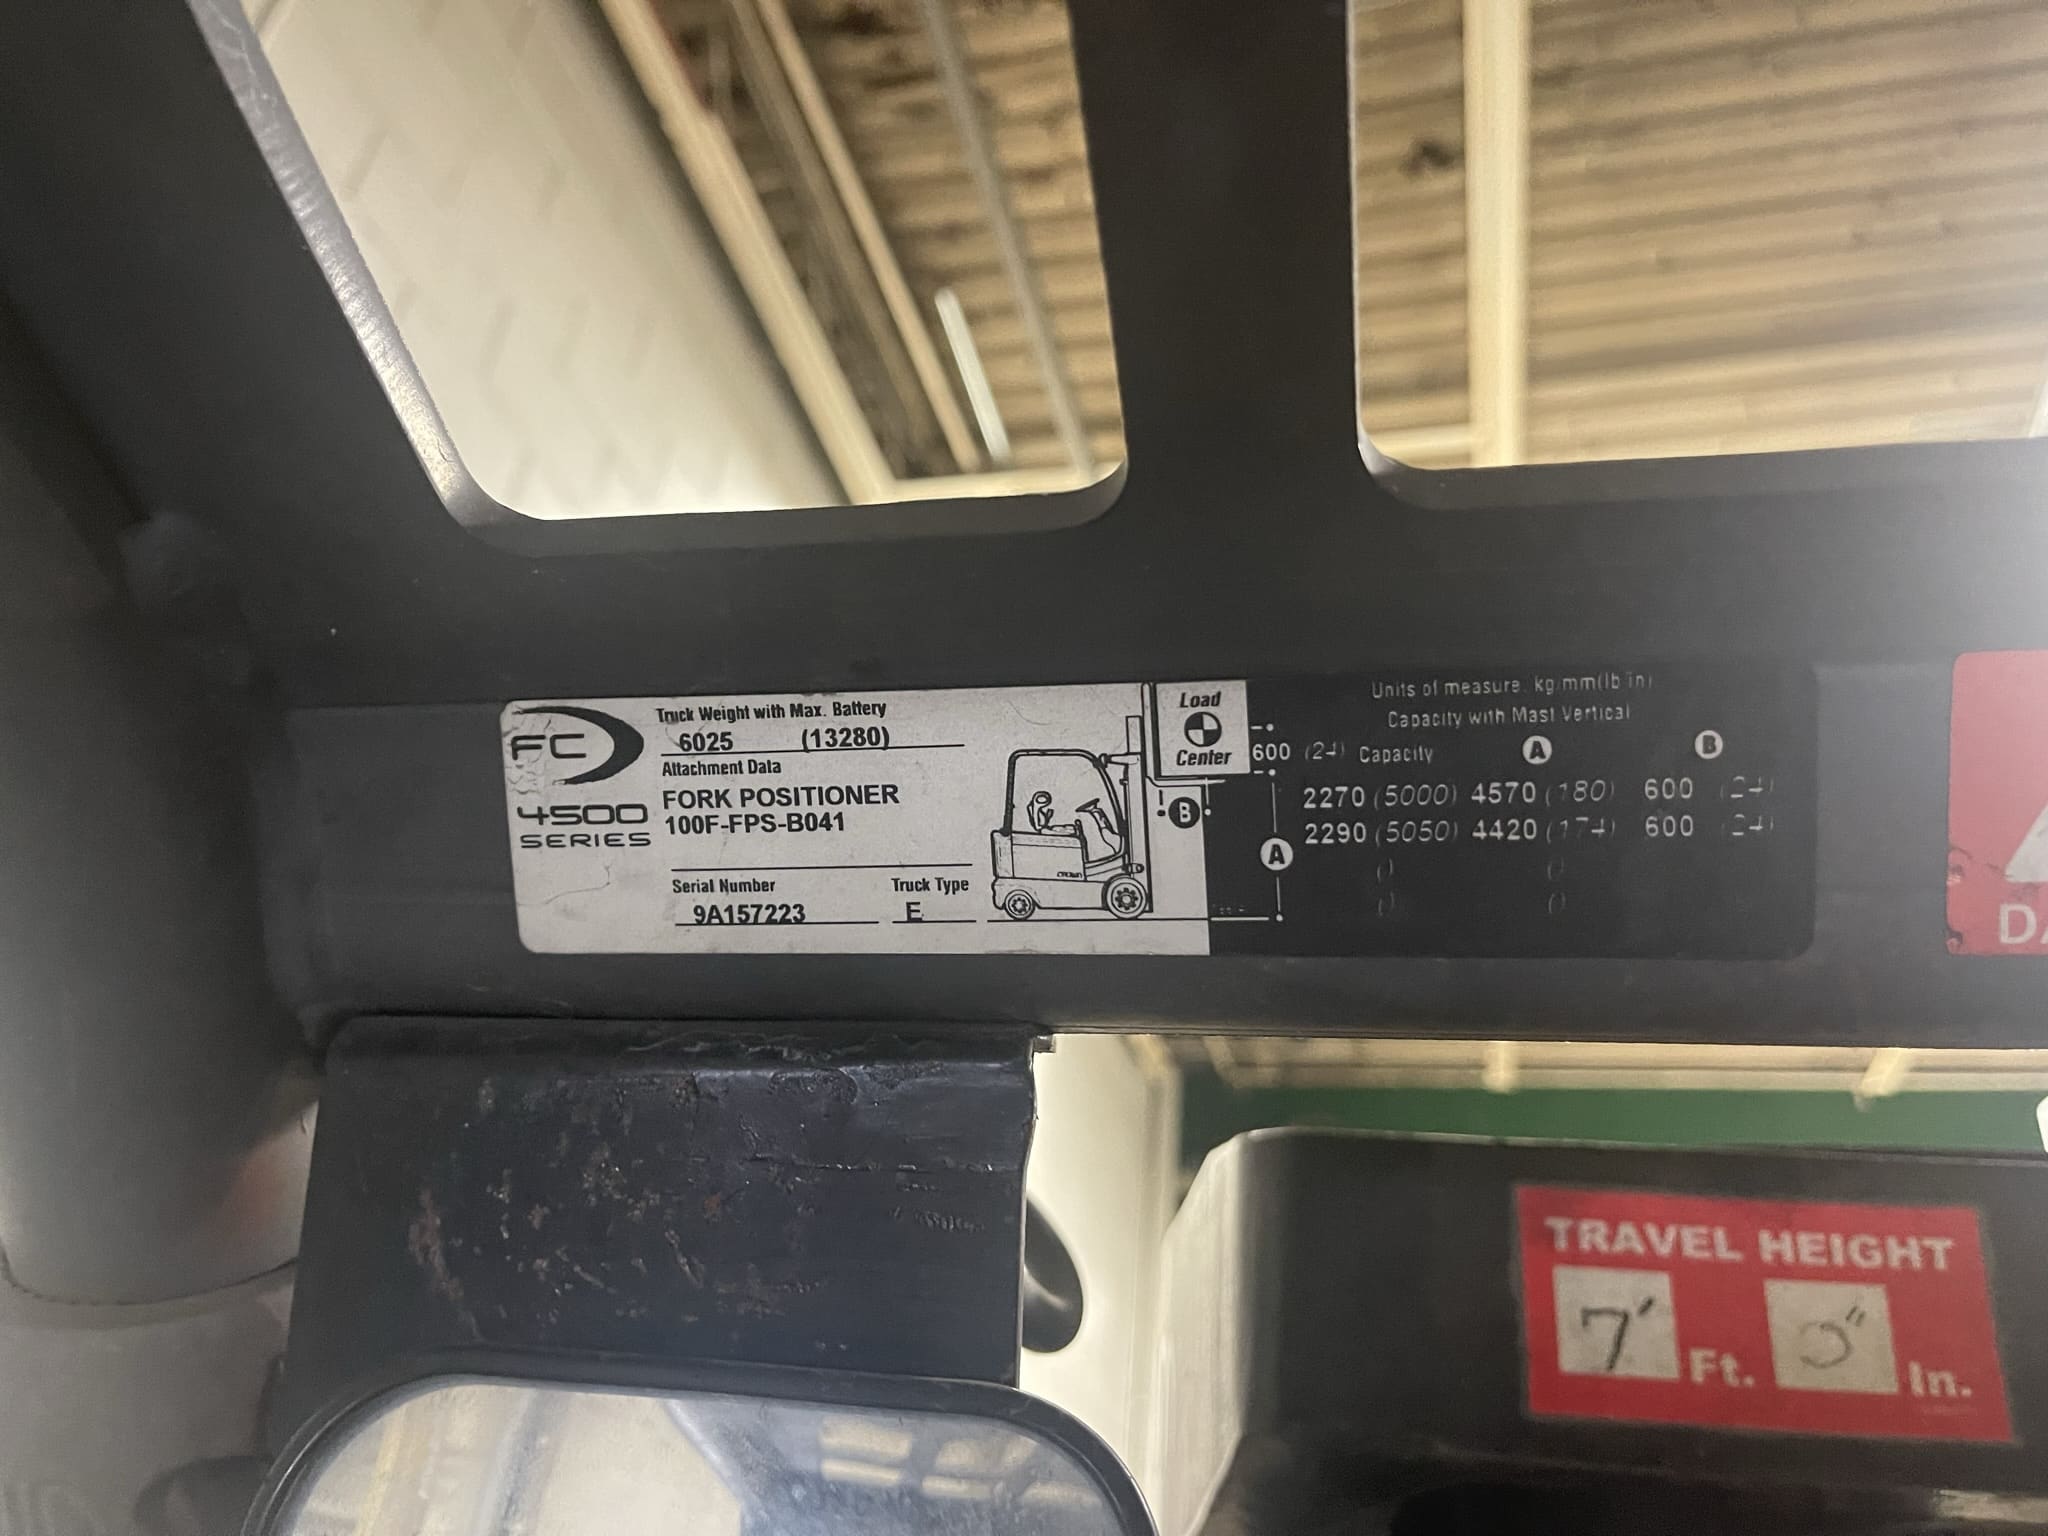 FC
4500
SERIES
Truck Weight with Max. Battery
6025 (13280)
Attachment Data
FORK POSITIONER
100F-FPS-B041
Serial Number Truck Type
9A157223 E
CROWN
Load
Center
B
A
Units of measure kg mm(lb in)
Capacity with Mast Vertical
600 (24) Capacity A B
2270 (5000) 4570 (180) 600 (24)
2290 (5050) 4420 (174) 600 (24)
() ()
() ()
TRAVEL HEIGHT
7' Ft. In.